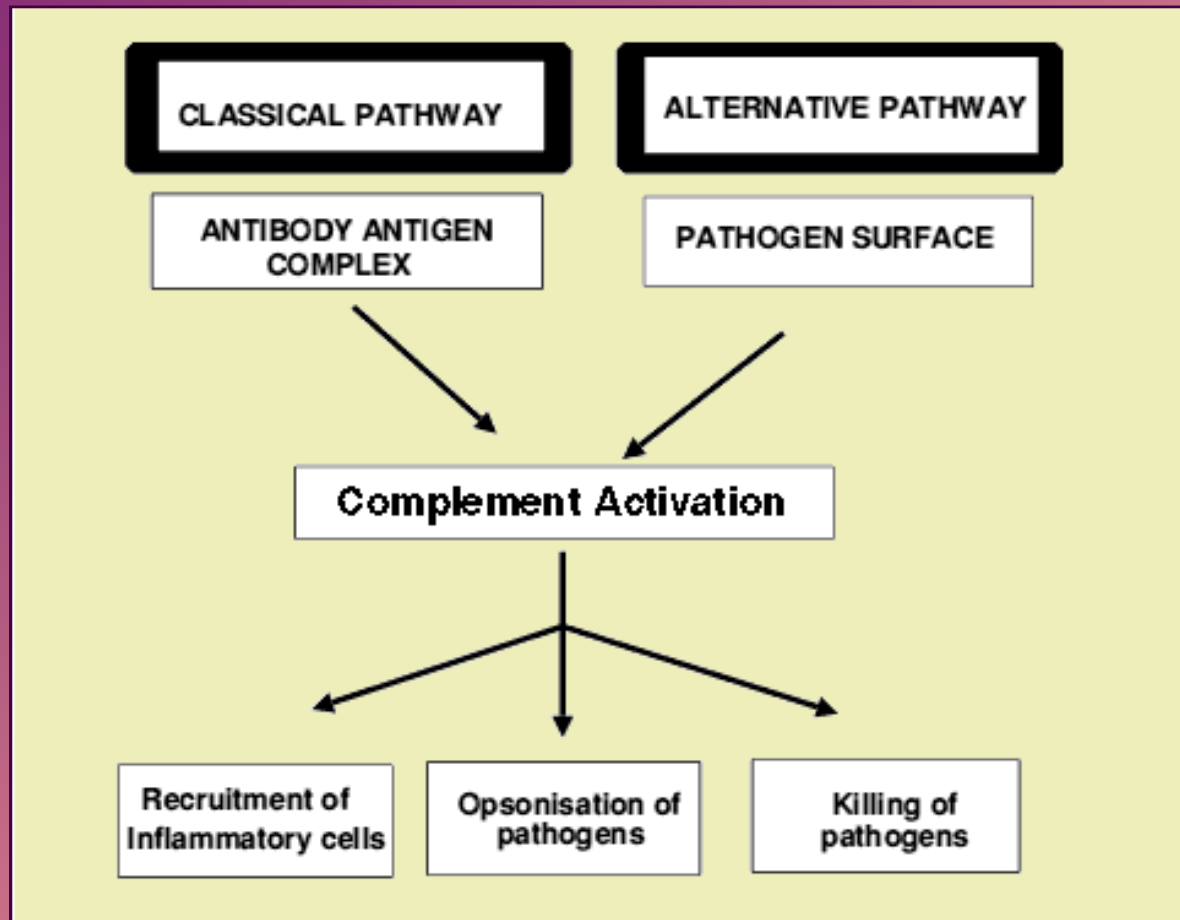 CLASSICAL PATHWAY
ALTERNATIVE PATHWAY
ANTIBODY ANTIGEN
COMPLEX
PATHOGEN SURFACE
Complement Activation
Recruitment of
Inflammatory cells
Opsonisation of
pathogens
Killing of
pathogens